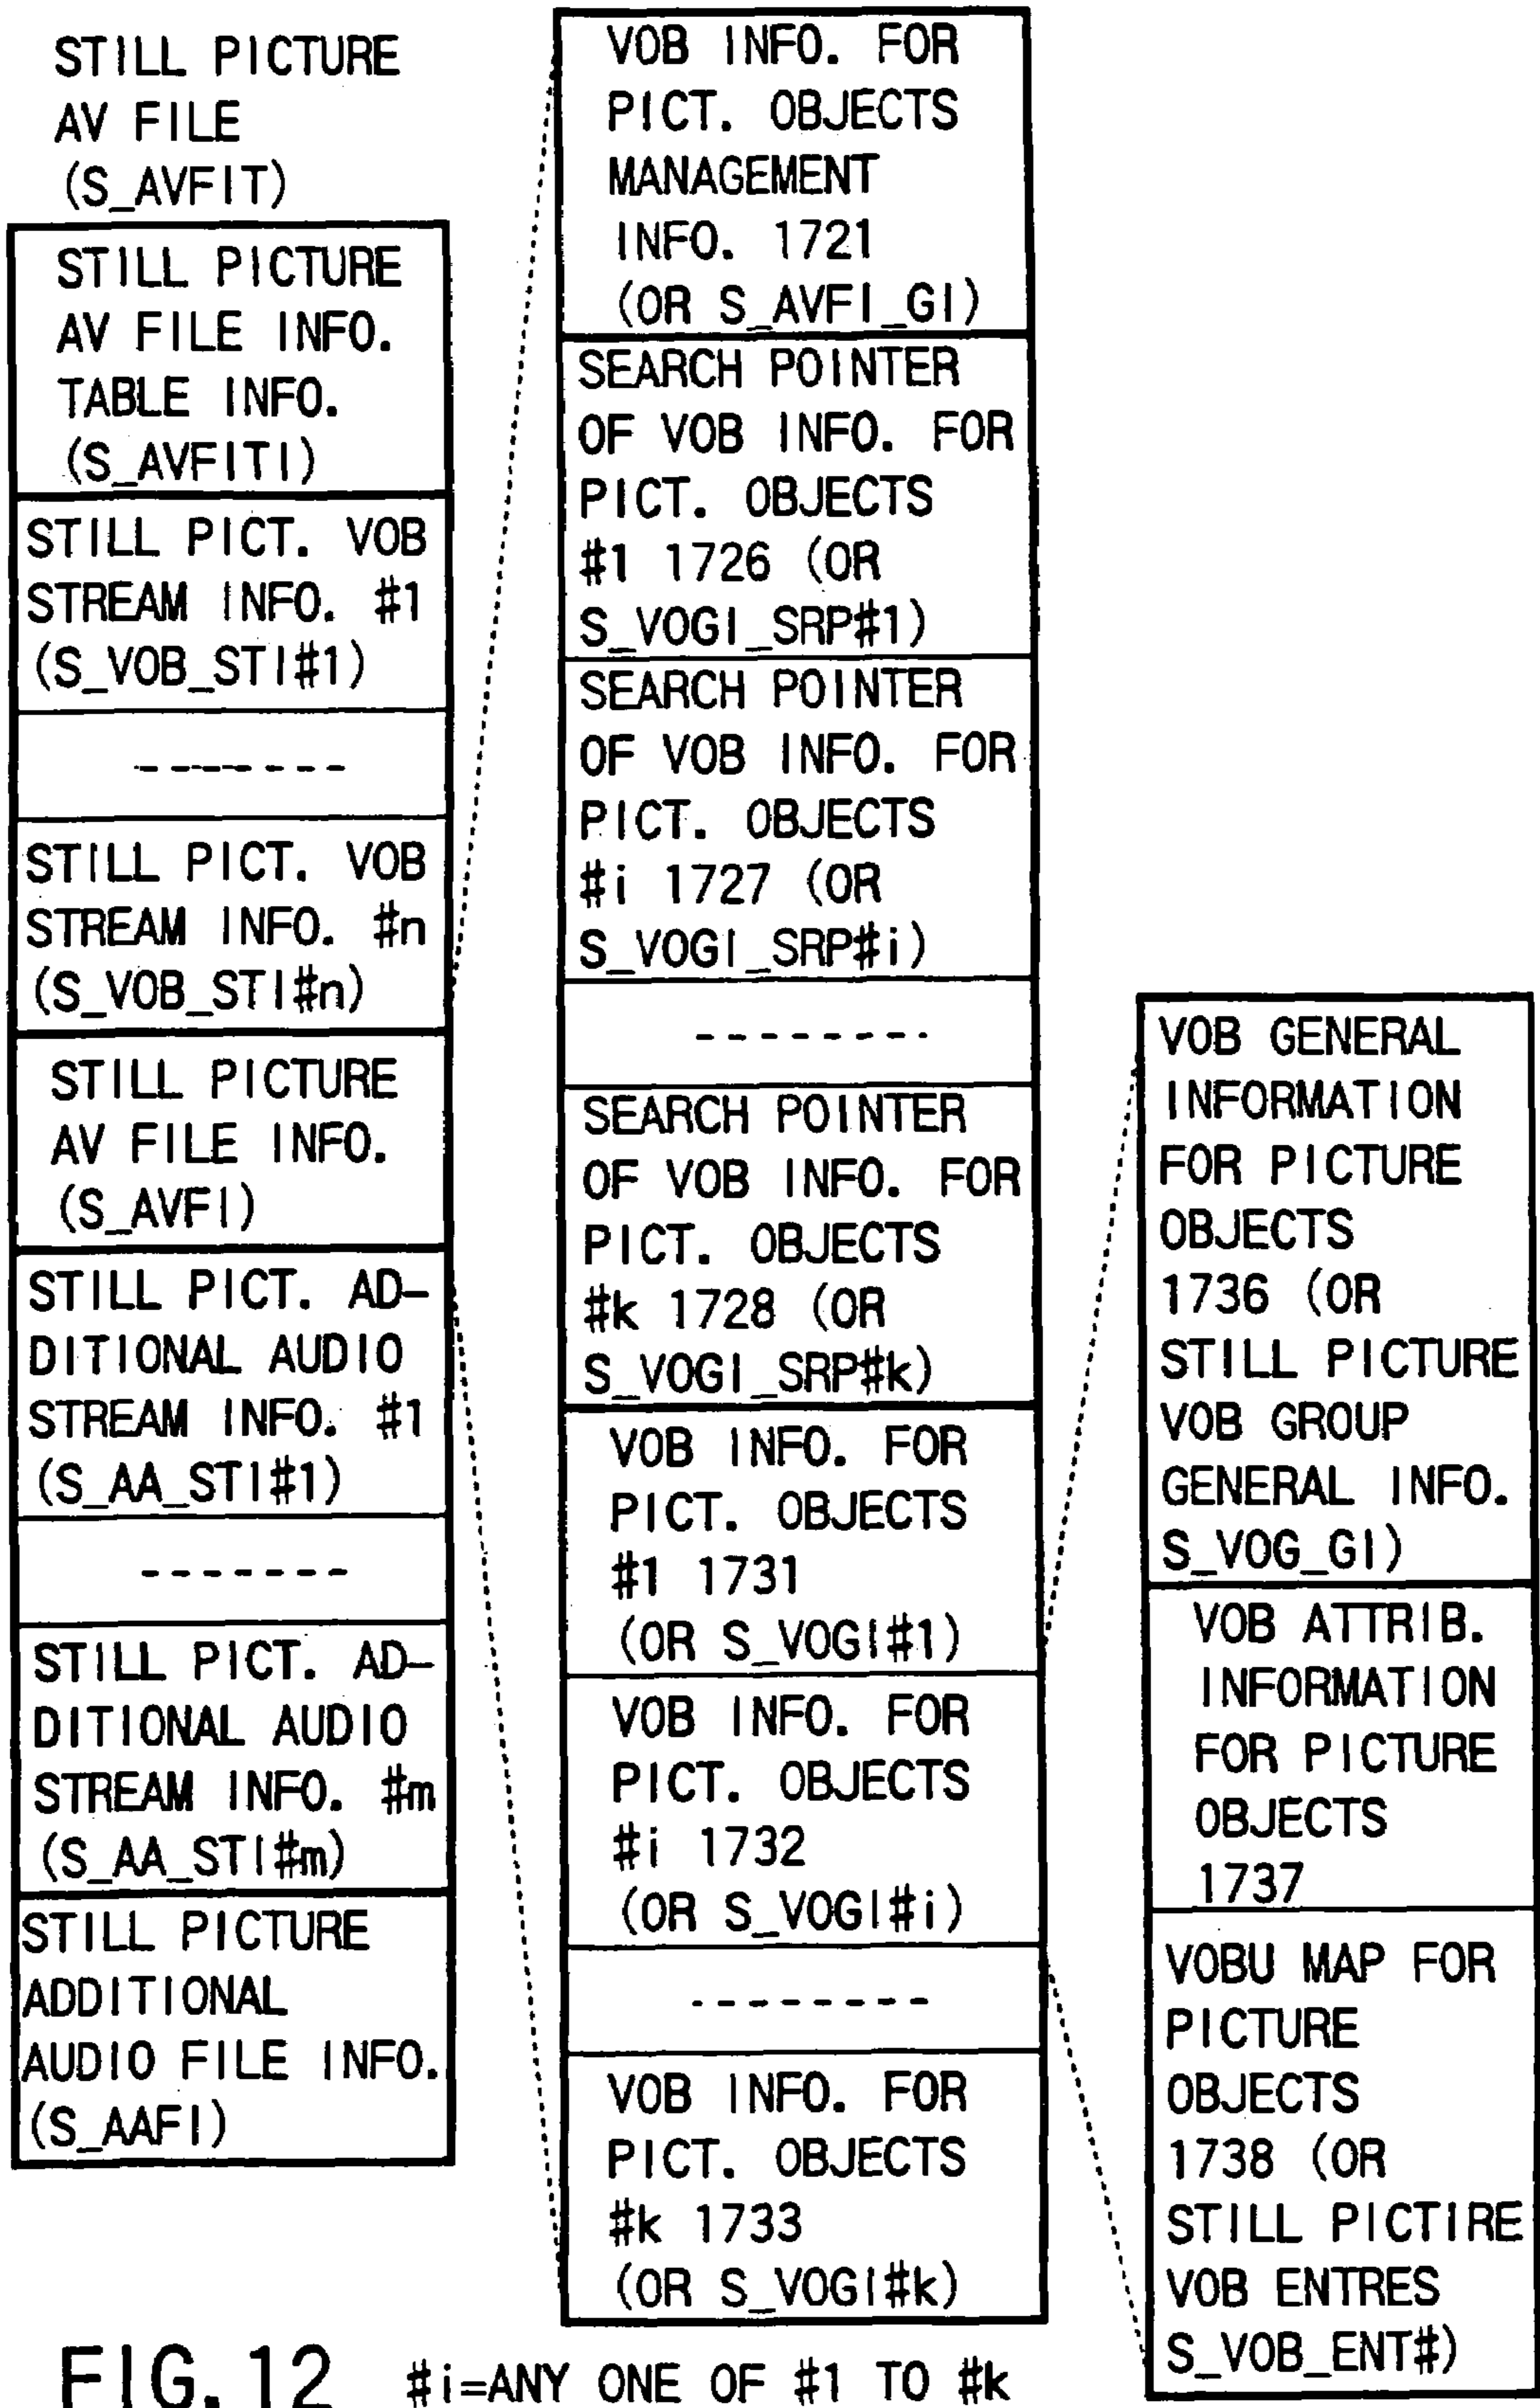 STILL PICTURE
AV FILE
(S_AVFIT)
STILL PICTURE
AV FILE INFO.
TABLE INFO.
(S_AVFITI)
STILL PICT. VOB
STREAM INFO. #1
(S_VOB_STI#1)
-------
STILL PICT. VOB
STREAM INFO. #n
(S_VOB_STI#n)
STILL PICTURE
AV FILE INFO.
(S_AVFI)
STILL PICT. AD-
DITIONAL AUDIO
STREAM INFO. #1
(S_AA_STI#1)
-------
STILL PICT. AD-
DITIONAL AUDIO
STREAM INFO. #m
(S_AA_STI#m)
STILL PICTURE
ADDITIONAL
AUDIO FILE INFO.
(S_AAFI)
VOB INFO. FOR
PICT. OBJECTS
MANAGEMENT
INFO. 1721
(OR S_AVFI_GI)
SEARCH POINTER
OF VOB INFO. FOR
PICT. OBJECTS
#1 1726 (OR
S_VOGI_SRP#1)
SEARCH POINTER
OF VOB INFO. FOR
PICT. OBJECTS
#i 1727 (OR
S_VOGI_SRP#i)
--------
SEARCH POINTER
OF VOB INFO. FOR
PICT. OBJECTS
#k 1728 (OR
S_VOGI_SRP#k)
VOB INFO. FOR
PICT. OBJECTS
#1 1731
(OR S_VOGI#1)
VOB INFO. FOR
PICT. OBJECTS
#i 1732
(OR S_VOGI#i)
--------
VOB INFO. FOR
PICT. OBJECTS
#k 1733
(OR S_VOGI#k)
VOB GENERAL
INFORMATION
FOR PICTURE
OBJECTS
1736 (OR
STILL PICTURE
VOB GROUP
GENERAL INFO.
S_VOG_GI)
VOB ATTRIB.
INFORMATION
FOR PICTURE
OBJECTS
1737
VOBU MAP FOR
PICTURE
OBJECTS
1738 (OR
STILL PICTIRE
VOB ENTRES
S_VOB_ENT#)
FIG. 12 #i=ANY ONE OF #1 TO #k